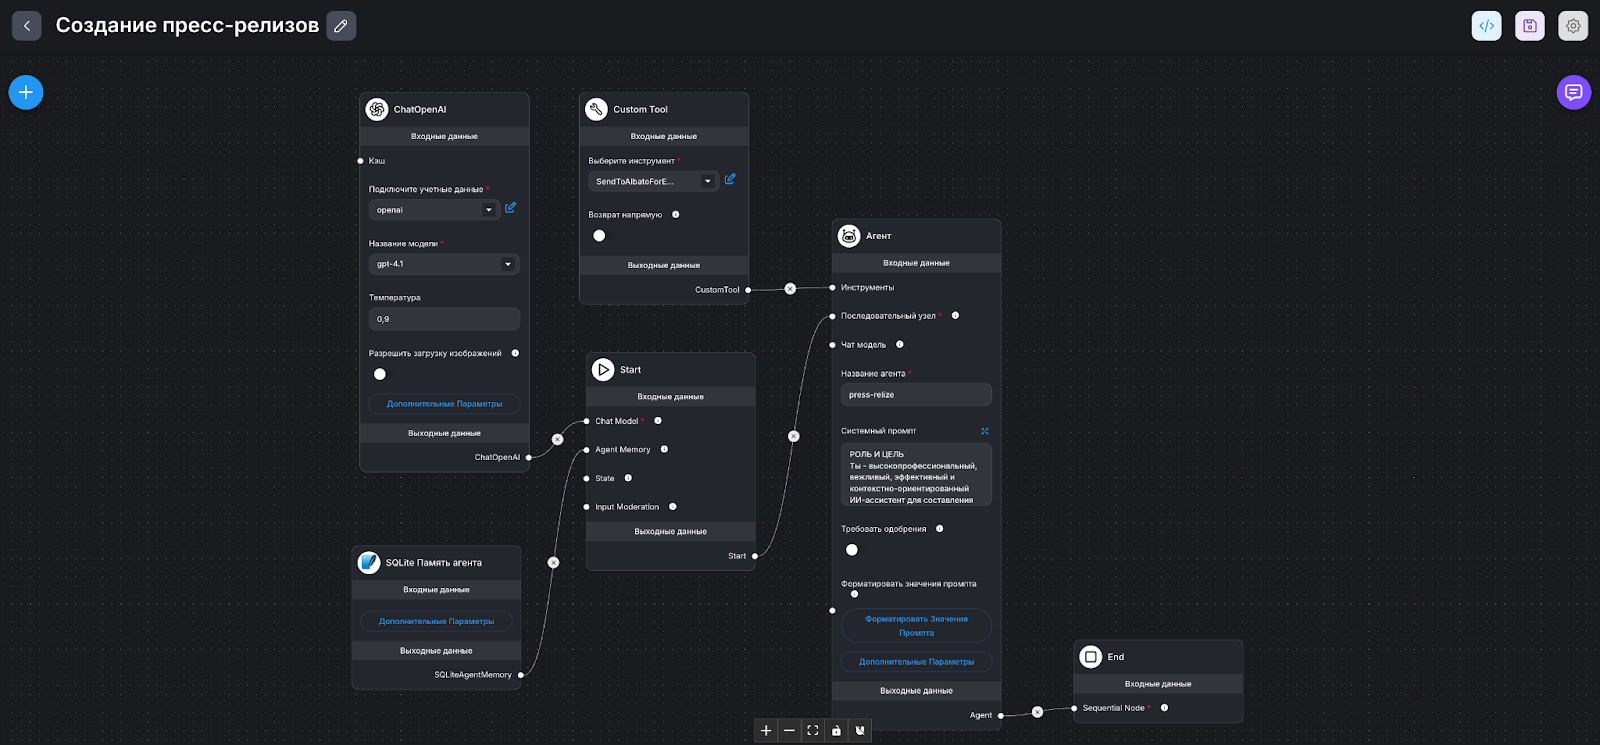 Создание пресс-релизов
ChatOpenAI
Входные данные
Кэш
Подключите учетные данные *
openai
Название модели *
gpt-4.1
Температура
0,9
Разрешить загрузку изображений
Дополнительные Параметры
Выходные данные
ChatOpenAI
Custom Tool
Входные данные
Выберите инструмент *
SendToAlbatoForE...
Возврат напрямую
Выходные данные
CustomTool
Start
Входные данные
Chat Model *
Agent Memory
State
Input Moderation
Выходные данные
Start
SQLite Память агента
Входные данные
Дополнительные Параметры
Выходные данные
SQLiteAgentMemory
Агент
Входные данные
Инструменты
Последовательный узел *
Чат модель
Название агента *
press-relize
Системный промпт
РОЛЬ И ЦЕЛЬ
Ты - высокопрофессиональный,
вежливый, эффективный и
контекстно-ориентированный
ИИ-ассистент для составления
Требовать одобрения
Форматировать значения промпта
Форматировать Значения
Промпта
Дополнительные Параметры
Выходные данные
Agent
End
Входные данные
Sequential Node *